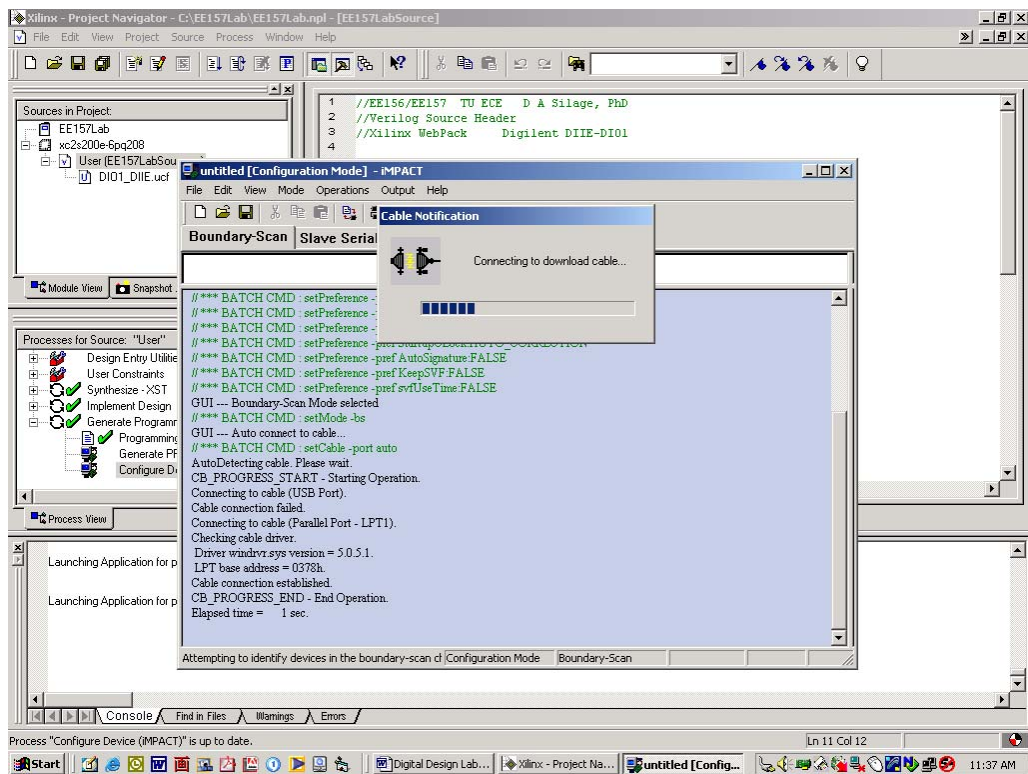 Xilinx - Project Navigator - C:\EE157Lab\EE157Lab.npl - [EE157LabSource]
File Edit View Project Source Process Window Help
Sources in Project:
EE157Lab
xc2s200e-6pq208
User (EE157LabSou
DIO1_DIIE.ucf
Module View
Snapshot
1 //EE156/EE157 TU ECE D A Silage, PhD
2 //Verilog Source Header
3 //Xilinx WebPack Digilent DIIE-DIO1
4
untitled [Configuration Mode] - iMPACT
File Edit View Mode Operations Output Help
Boundary-Scan
Slave Serial
Cable Notification
Connecting to download cable...
// *** BATCH CMD : setPreference -
// *** BATCH CMD : setPreference -
// *** BATCH CMD : setPreference -
// *** BATCH CMD : setPreference -pref StartupClock:AUTO_CORRECTION
// *** BATCH CMD : setPreference -pref AutoSignature:FALSE
// *** BATCH CMD : setPreference -pref KeepSVF:FALSE
// *** BATCH CMD : setPreference -pref svfUseTime:FALSE
GUI --- Boundary-Scan Mode selected
// *** BATCH CMD : setMode -bs
GUI --- Auto connect to cable...
// *** BATCH CMD : setCable -port auto
AutoDetecting cable. Please wait.
CB_PROGRESS_START - Starting Operation.
Connecting to cable (USB Port).
Cable connection failed.
Connecting to cable (Parallel Port - LPT1).
Checking cable driver.
Driver windrvr.sys version = 5.0.5.1.
LPT base address = 0378h.
Cable connection established.
CB_PROGRESS_END - End Operation.
Elapsed time = 1 sec.
Attempting to identify devices in the boundary-scan ch
Configuration Mode
Boundary-Scan
Processes for Source: "User"
Design Entry Utilitie
User Constraints
Synthesize - XST
Implement Design
Generate Programm
Programming
Generate PR
Configure De
Process View
Launching Application for p
Launching Application for p
Console
Find in Files
Warnings
Errors
Process "Configure Device (iMPACT)" is up to date.
Ln 11 Col 12
Start
Digital Design Lab...
Xilinx - Project Na...
untitled [Config...
11:37 AM